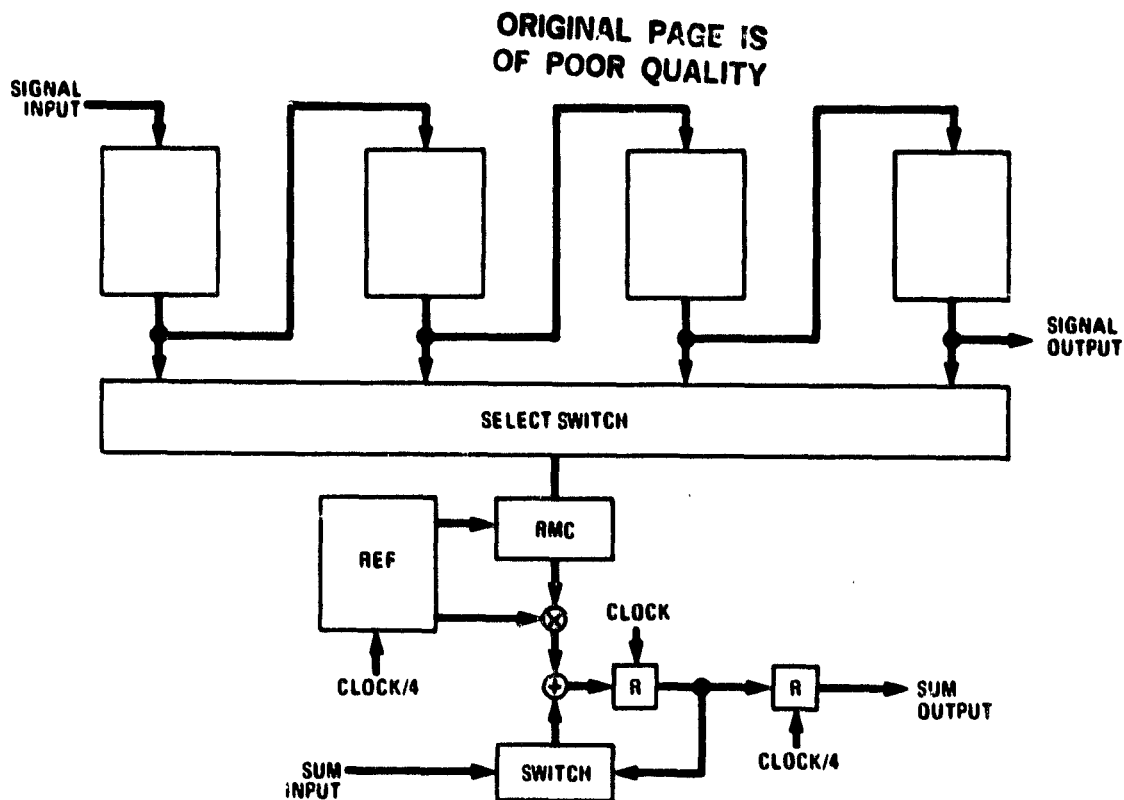 ORIGINAL PAGE IS
OF POOR QUALITY
SIGNAL
INPUT
SIGNAL
OUTPUT
SELECT SWITCH
RMC
REF
CLOCK
CLOCK/4
R
R
SUM
OUTPUT
CLOCK/4
SUM
INPUT
SWITCH